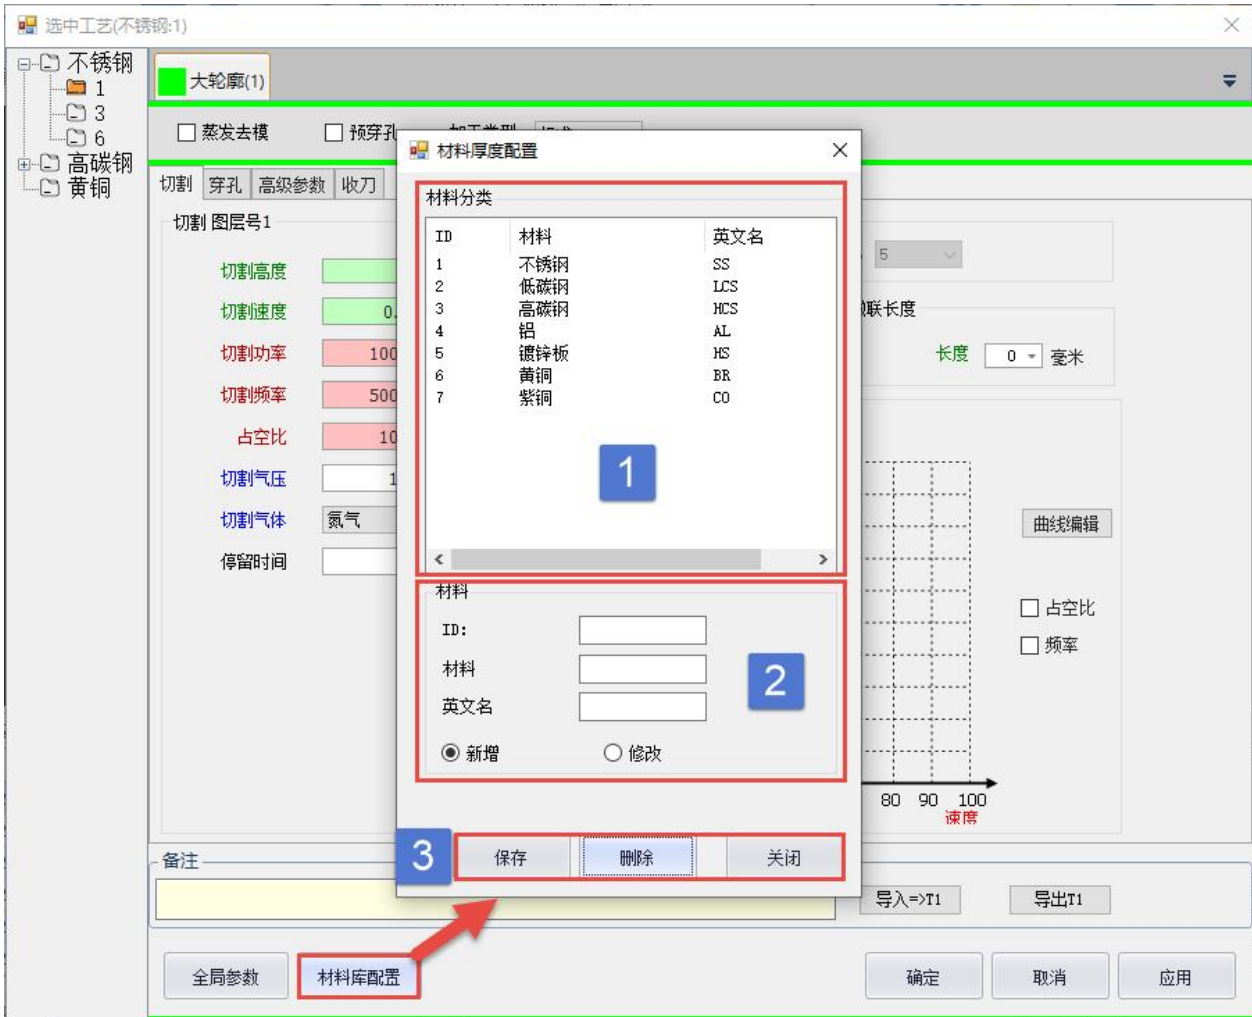 选中工艺(不锈钢:1)
不锈钢
1
3
6
高碳钢
黄铜
大轮廓(1)
蒸发去模
预穿孔
切割
穿孔
高级参数
收刀
切割 图层号1
切割高度
切割速度
0.
切割功率
100
切割频率
500
占空比
10
切割气压
1
切割气体
氮气
停留时间
材料厚度配置
材料分类
ID 材料 英文名
1 不锈钢 SS
2 低碳钢 LCS
3 高碳钢 HCS
4 铝 AL
5 镀锌板 HS
6 黄铜 BR
7 紫铜 CO
1
材料
ID:
材料
英文名
2
新增
修改
3
保存
删除
关闭
5
联长度
长度
0
毫米
曲线编辑
占空比
频率
80 90 100
速度
备注
导入=>T1
导出T1
全局参数
材料库配置
确定
取消
应用